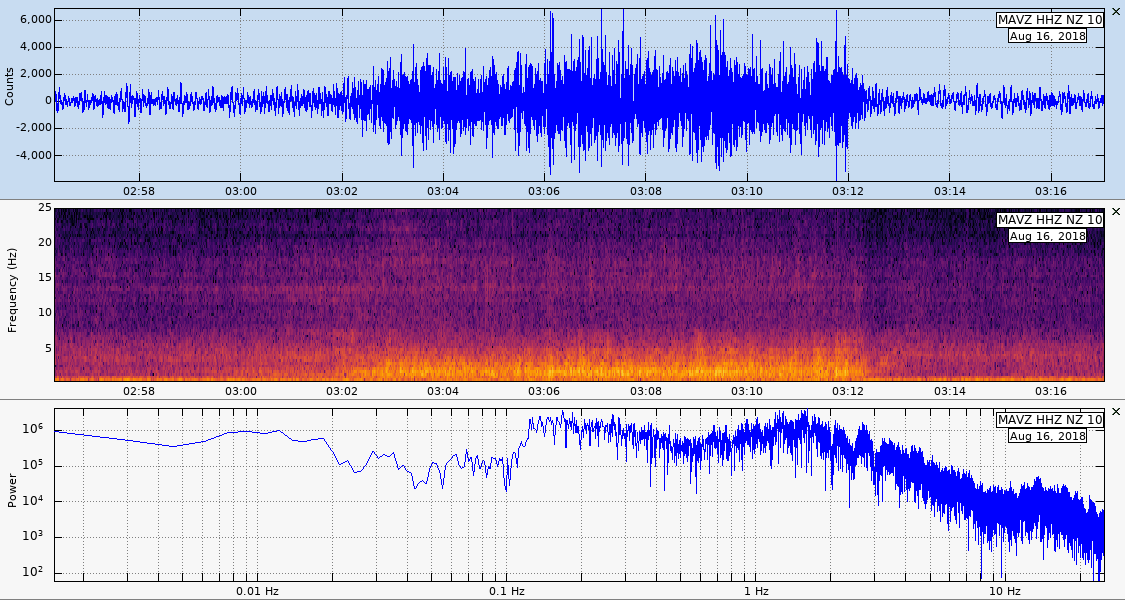 6,000
4,000
2,000
0
-2,000
-4,000
Counts
MAVZ HHZ NZ 10
Aug 16, 2018
×
02:58 03:00 03:02 03:04 03:06 03:08 03:10 03:12 03:14 03:16
25
20
15
10
5
Frequency (Hz)
MAVZ HHZ NZ 10
Aug 16, 2018
×
02:58 03:00 03:02 03:04 03:06 03:08 03:10 03:12 03:14 03:16
10⁶
10⁵
10⁴
10³
10²
Power
MAVZ HHZ NZ 10
Aug 16, 2018
×
0.01 Hz 0.1 Hz 1 Hz 10 Hz